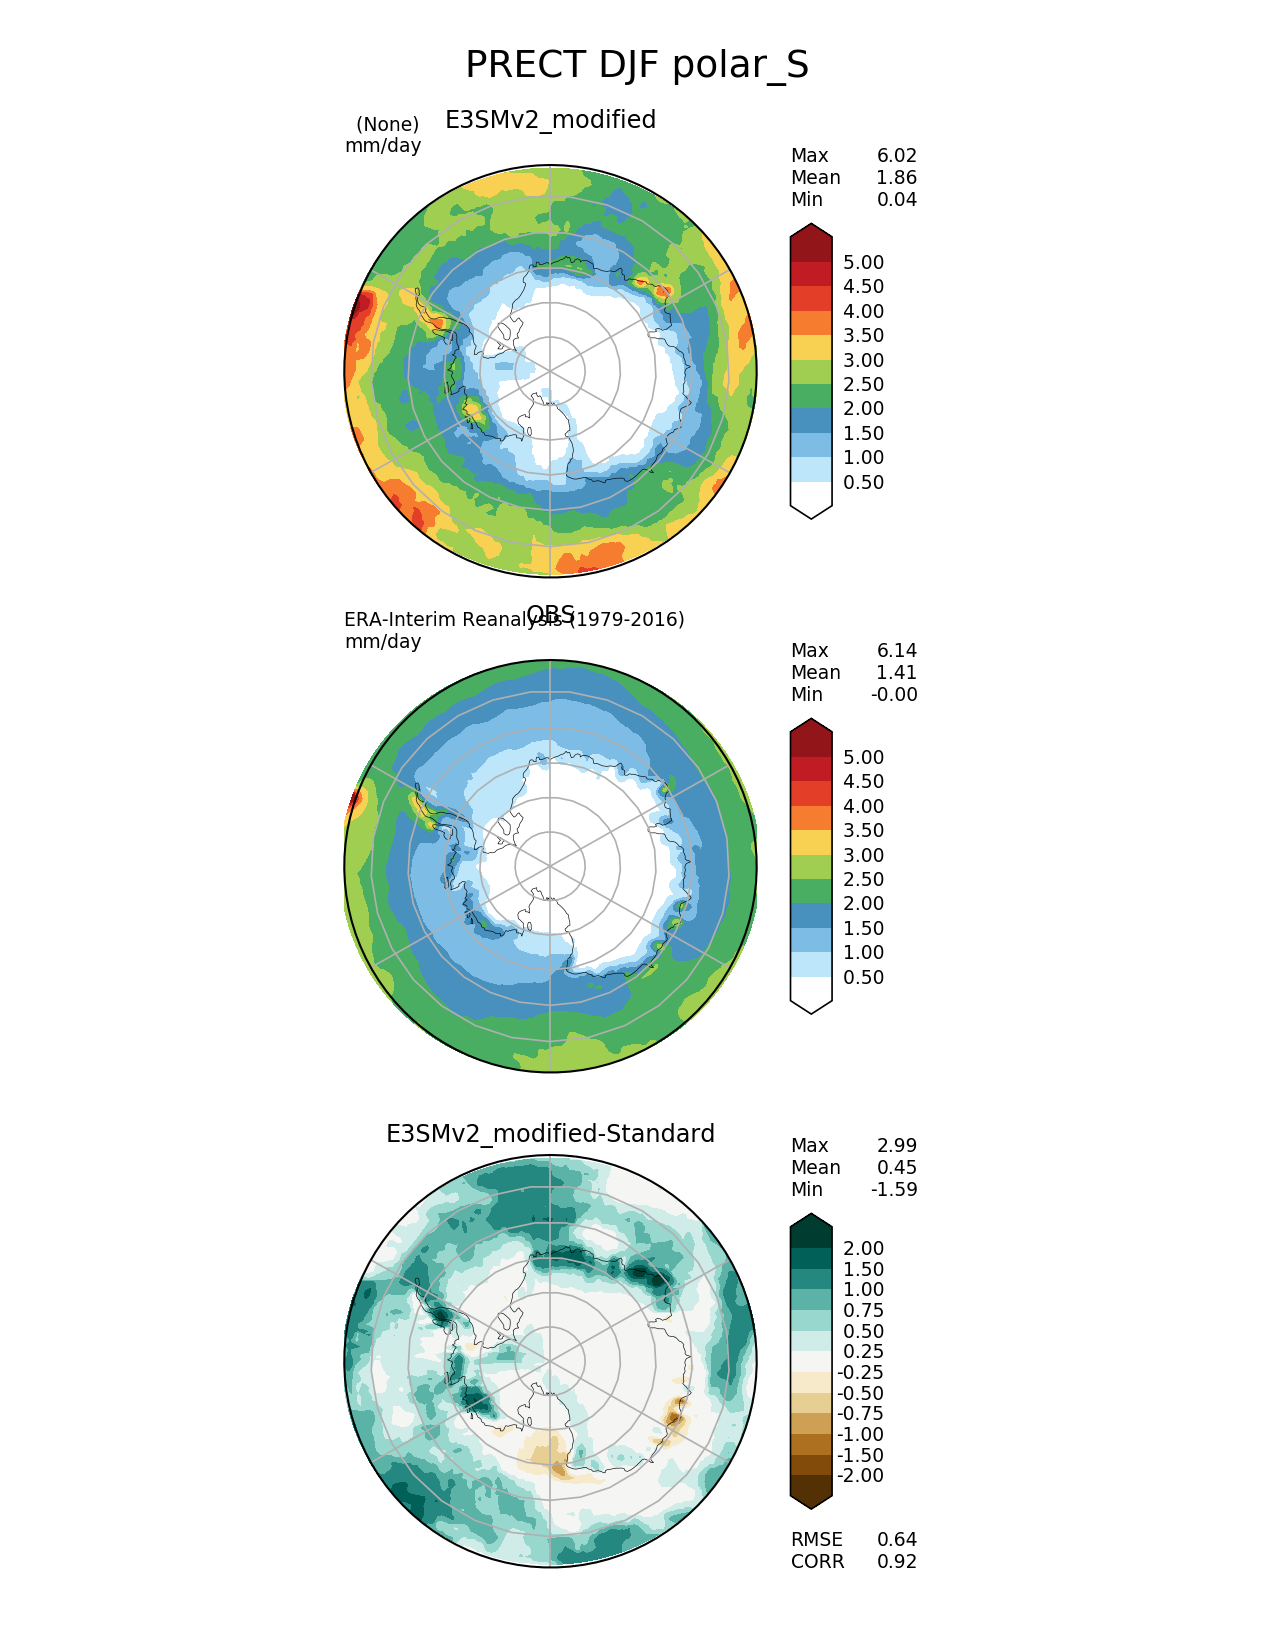 PRECT DJF polar_S
E3SMv2_modified
(None)
mm/day
Max 6.02
Mean 1.86
Min 0.04
5.00
4.50
4.00
3.50
3.00
2.50
2.00
1.50
1.00
0.50
OBS
ERA-Interim Reanalysis (1979-2016)
mm/day
Max 6.14
Mean 1.41
Min -0.00
5.00
4.50
4.00
3.50
3.00
2.50
2.00
1.50
1.00
0.50
E3SMv2_modified-Standard
Max 2.99
Mean 0.45
Min -1.59
2.00
1.50
1.00
0.75
0.50
0.25
-0.25
-0.50
-0.75
-1.00
-1.50
-2.00
RMSE 0.64
CORR 0.92